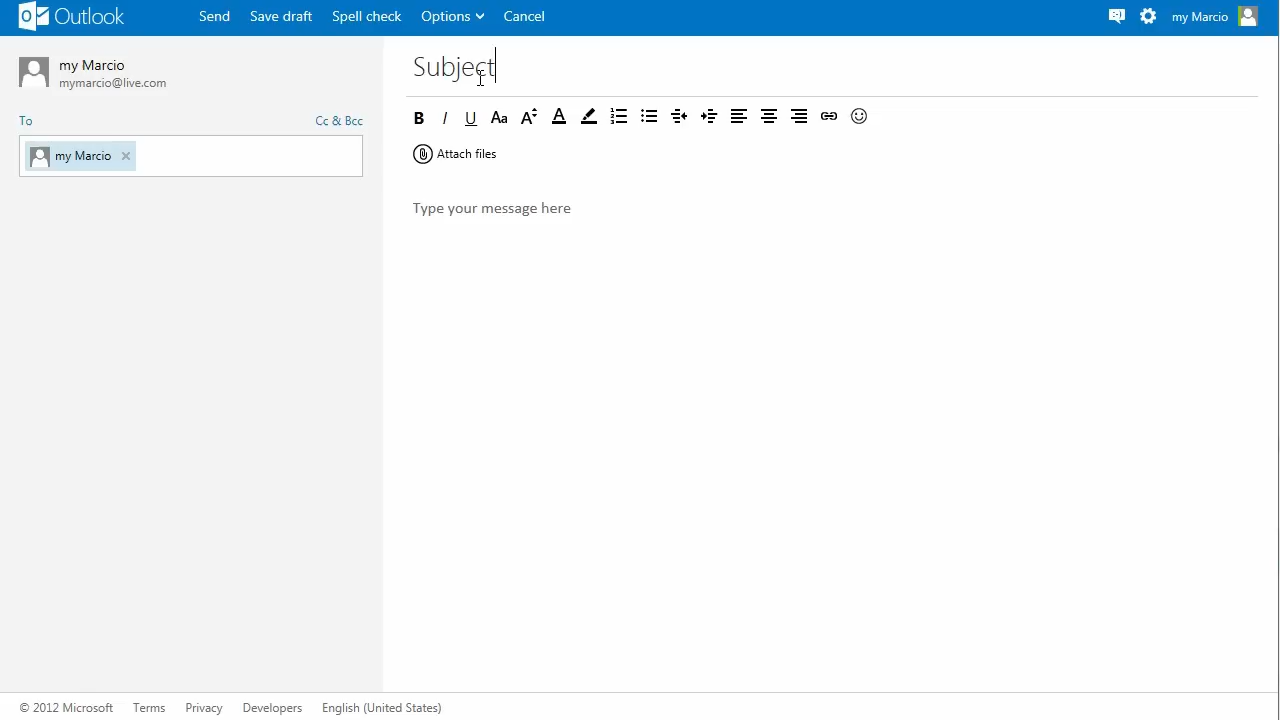 Outlook Send Save draft Spell check Options Cancel my Marcio
my Marcio
mymarcio@live.com
To Cc & Bcc
my Marcio
Subject
B I U Aa A A
Attach files
Type your message here
© 2012 Microsoft Terms Privacy Developers English (United States)